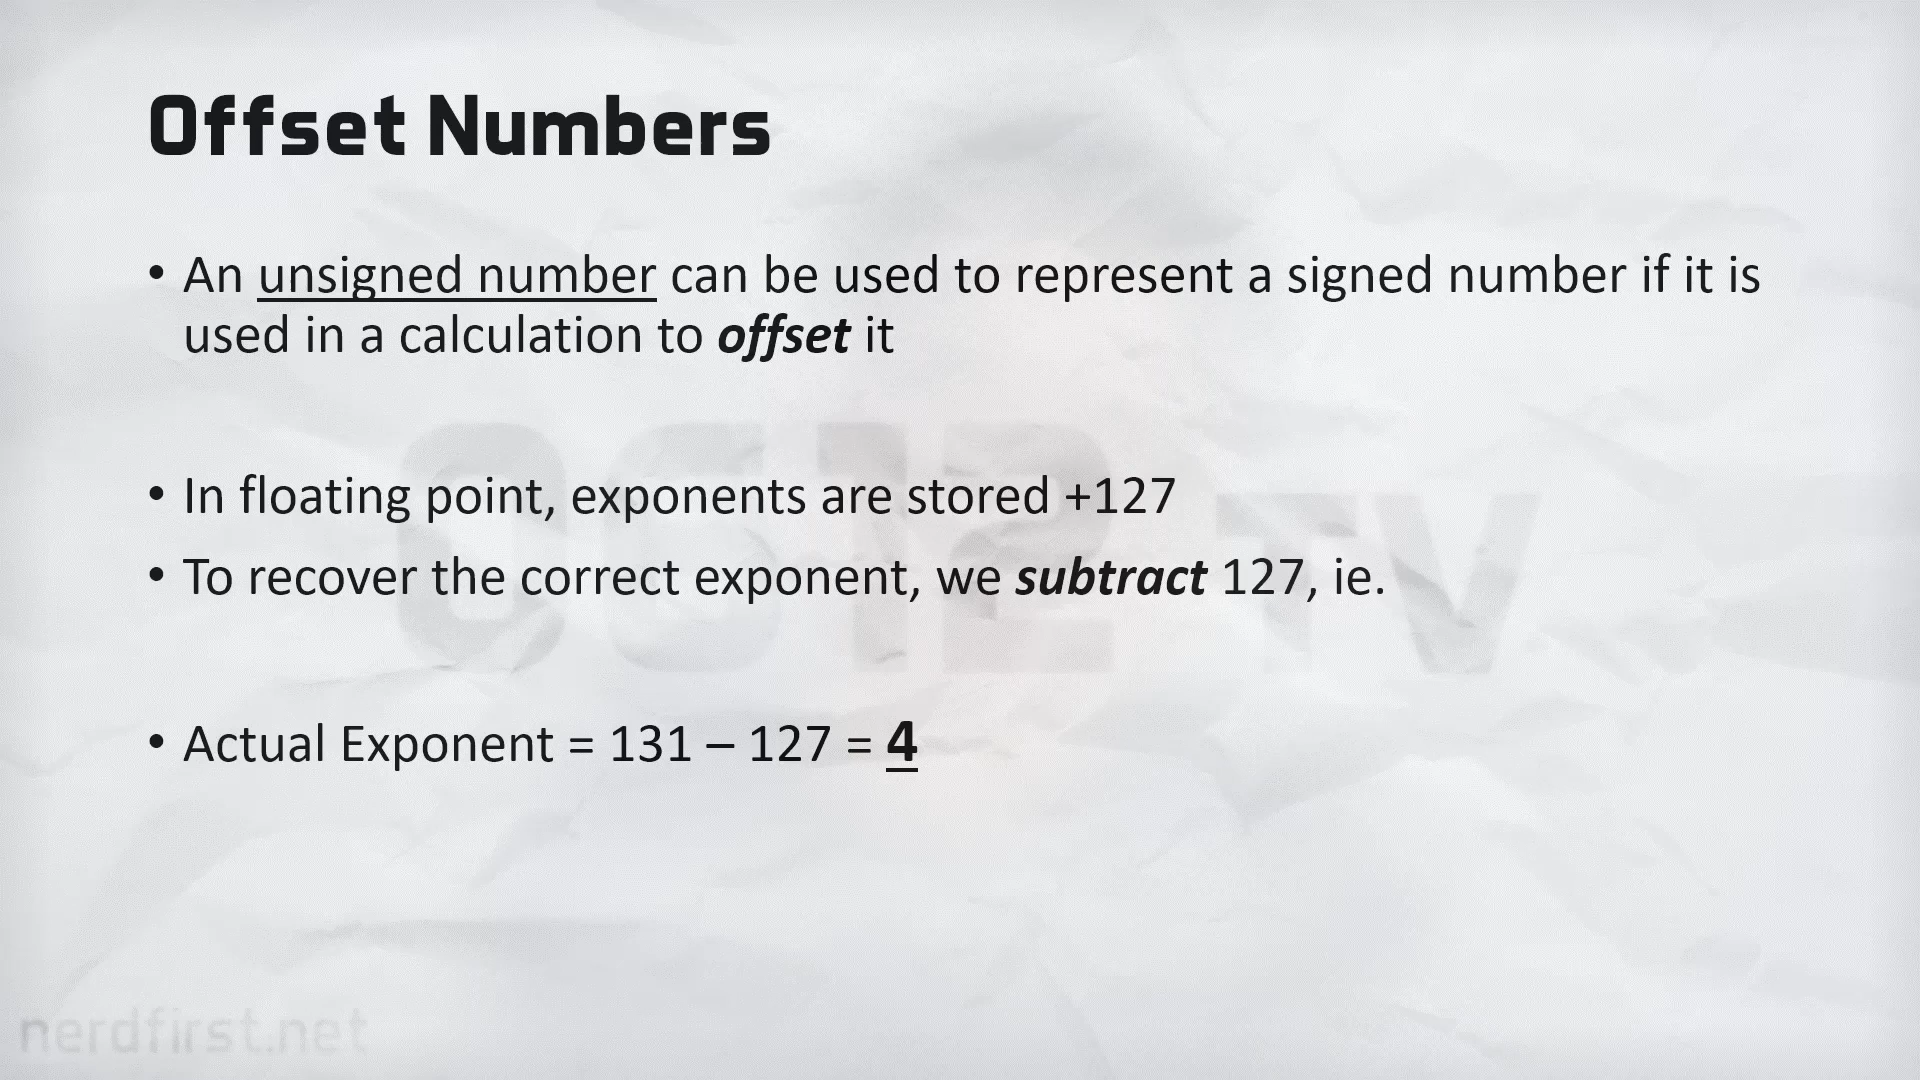 Offset Numbers
• An unsigned number can be used to represent a signed number if it is
used in a calculation to offset it
• In floating point, exponents are stored +127
• To recover the correct exponent, we subtract 127, ie.
• Actual Exponent = 131 – 127 = 4
0612 TV
nerdfirst.net